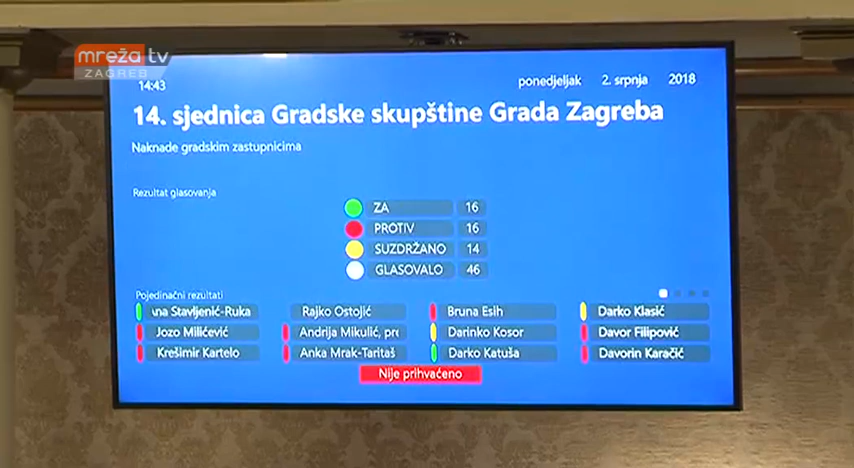 mreža tv
ZAGREB
14:43 ponedjeljak 2. srpnja 2018
14. sjednica Gradske skupštine Grada Zagreba
Naknade gradskim zastupnicima
Rezultat glasovanja
ZA 16
PROTIV 16
SUZDRŽANO 14
GLASOVALO 46
Pojedinačni rezultati
una Stavljenić-Ruka Rajko Ostojić Bruna Esih Darko Klasić
Jozo Milićević Andrija Mikulić, pre Darinko Kosor Davor Filipović
Krešimir Kartelo Anka Mrak-Taritaš Darko Katuša Davorin Karačić
Nije prihvaćeno